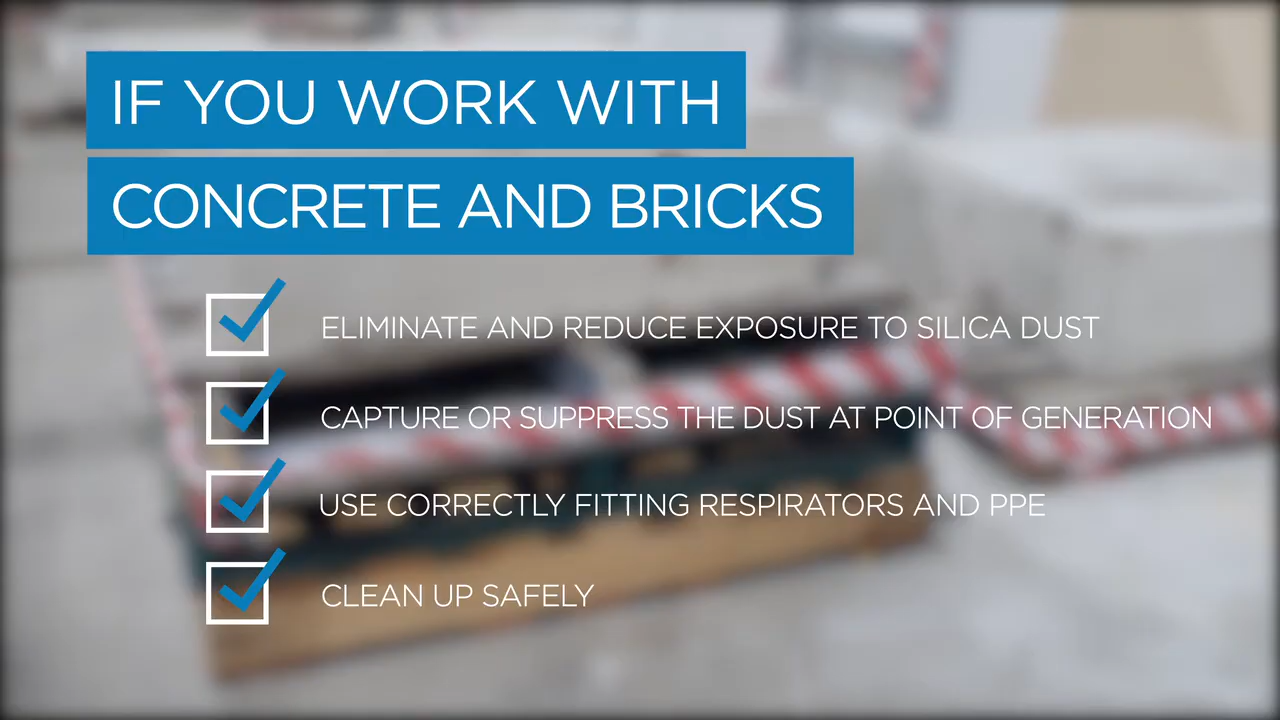 IF YOU WORK WITH
CONCRETE AND BRICKS
ELIMINATE AND REDUCE EXPOSURE TO SILICA DUST
CAPTURE OR SUPPRESS THE DUST AT POINT OF GENERATION
USE CORRECTLY FITTING RESPIRATORS AND PPE
CLEAN UP SAFELY